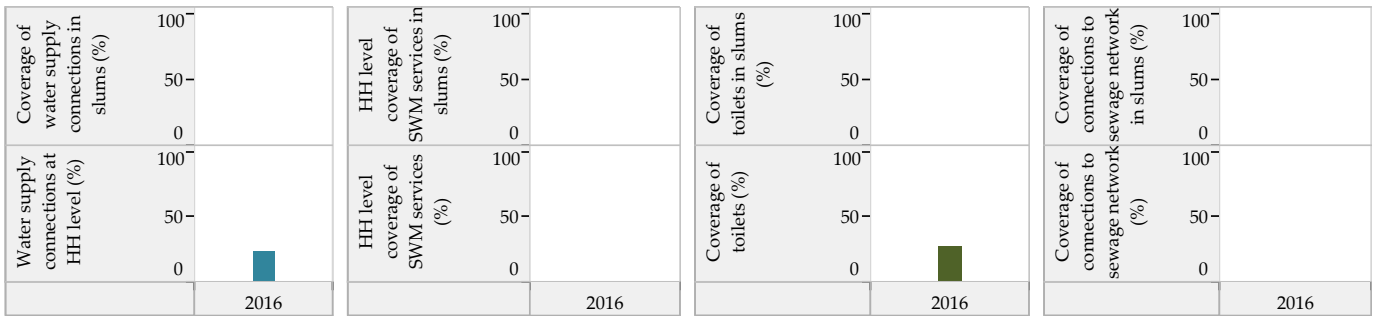 Coverage of
water supply
connections in
slums (%)
100
50
0
Water supply
connections at
HH level (%)
100
50
0
2016
HH level
coverage of
SWM services in
slums (%)
100
50
0
HH level
coverage of
SWM services
(%)
100
50
0
2016
Coverage of
toilets in slums
(%)
100
50
0
Coverage of
toilets (%)
100
50
0
2016
Coverage of
connections to
sewage network
in slums (%)
100
50
0
Coverage of
connections to
sewage network
(%)
100
50
0
2016